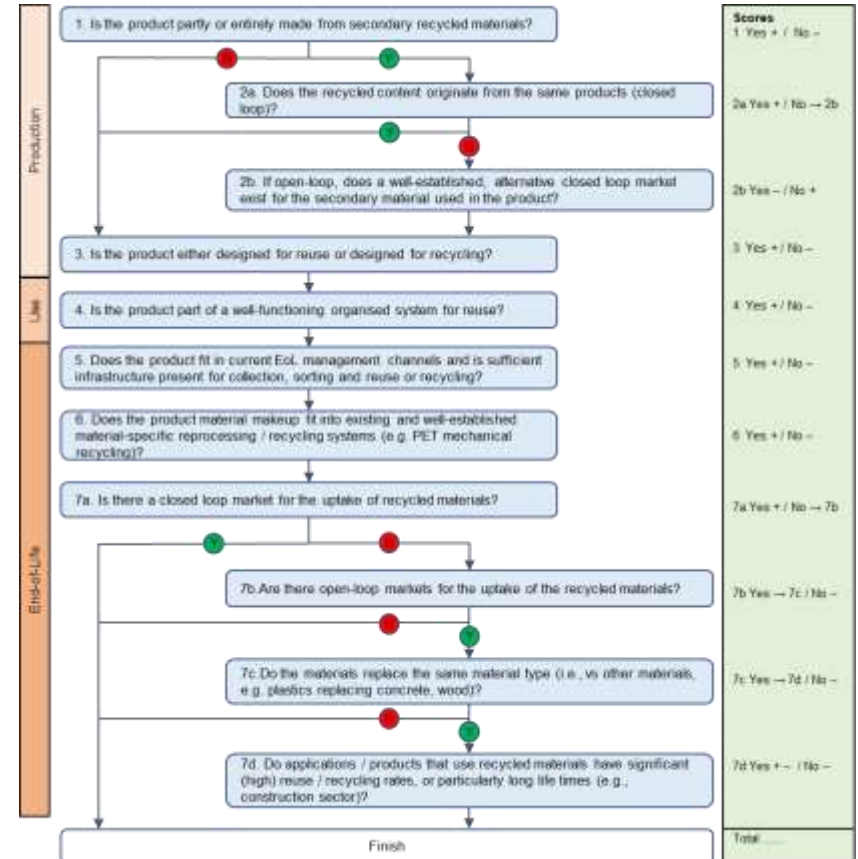 Production
Use
End-of-Life
1. Is the product partly or entirely made from secondary recycled materials?
N
Y
2a. Does the recycled content originate from the same products (closed
loop)?
Y
N
2b. If open-loop, does a well-established, alternative closed loop market
exist for the secondary material used in the product?
3. Is the product either designed for reuse or designed for recycling?
4. Is the product part of a well-functioning organised system for reuse?
5. Does the product fit in current EoL management channels and is sufficient
infrastructure present for collection, sorting and reuse or recycling?
6. Does the product material makeup fit into existing and well-established
material-specific reprocessing / recycling systems (e.g. PET mechanical
recycling)?
7a. Is there a closed loop market for the uptake of recycled materials?
Y
N
7b.Are there open-loop markets for the uptake of the recycled materials?
N
Y
7c.Do the materials replace the same material type (i.e., vs other materials,
e.g. plastics replacing concrete, wood)?
N
Y
7d. Do applications / products that use recycled materials have significant
(high) reuse / recycling rates, or particularly long life times (e.g.,
construction sector)?
Finish
Scores
1 Yes + / No –
2a Yes + / No → 2b
2b Yes – / No +
3 Yes + / No –
4 Yes + / No –
5 Yes + / No –
6 Yes + / No –
7a Yes + / No → 7b
7b Yes → 7c / No –
7c Yes → 7d / No –
7d Yes + – / No –
Total ......